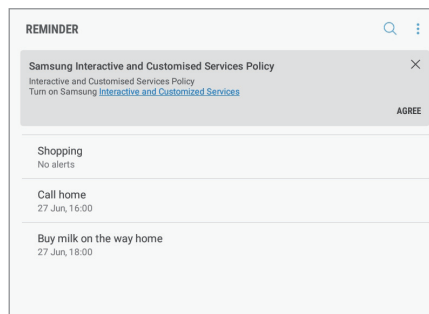 REMINDER
Samsung Interactive and Customised Services Policy
Interactive and Customised Services Policy
Turn on Samsung Interactive and Customized Services
AGREE
Shopping
No alerts
Call home
27 Jun, 16:00
Buy milk on the way home
27 Jun, 18:00